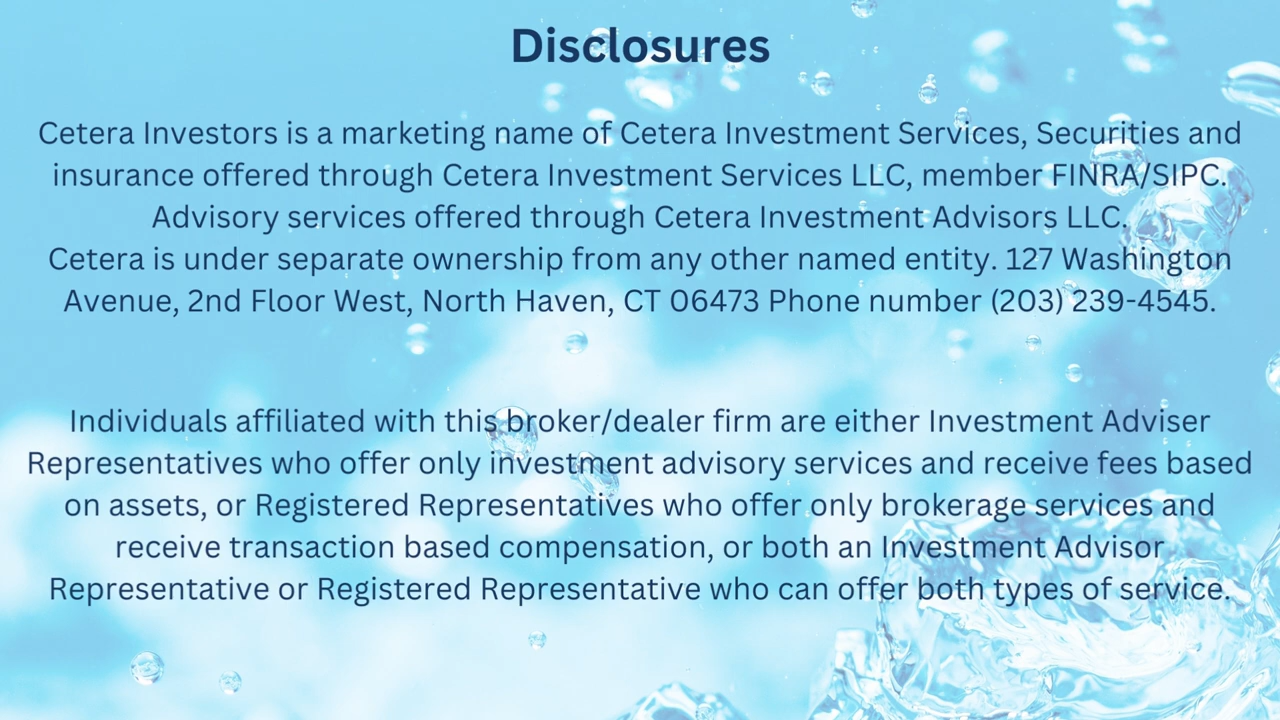 Disclosures
Cetera Investors is a marketing name of Cetera Investment Services, Securities and
insurance offered through Cetera Investment Services LLC, member FINRA/SIPC.
Advisory services offered through Cetera Investment Advisors LLC.
Cetera is under separate ownership from any other named entity. 127 Washington
Avenue, 2nd Floor West, North Haven, CT 06473 Phone number (203) 239-4545.
Individuals affiliated with this broker/dealer firm are either Investment Adviser
Representatives who offer only investment advisory services and receive fees based
on assets, or Registered Representatives who offer only brokerage services and
receive transaction based compensation, or both an Investment Advisor
Representative or Registered Representative who can offer both types of service.